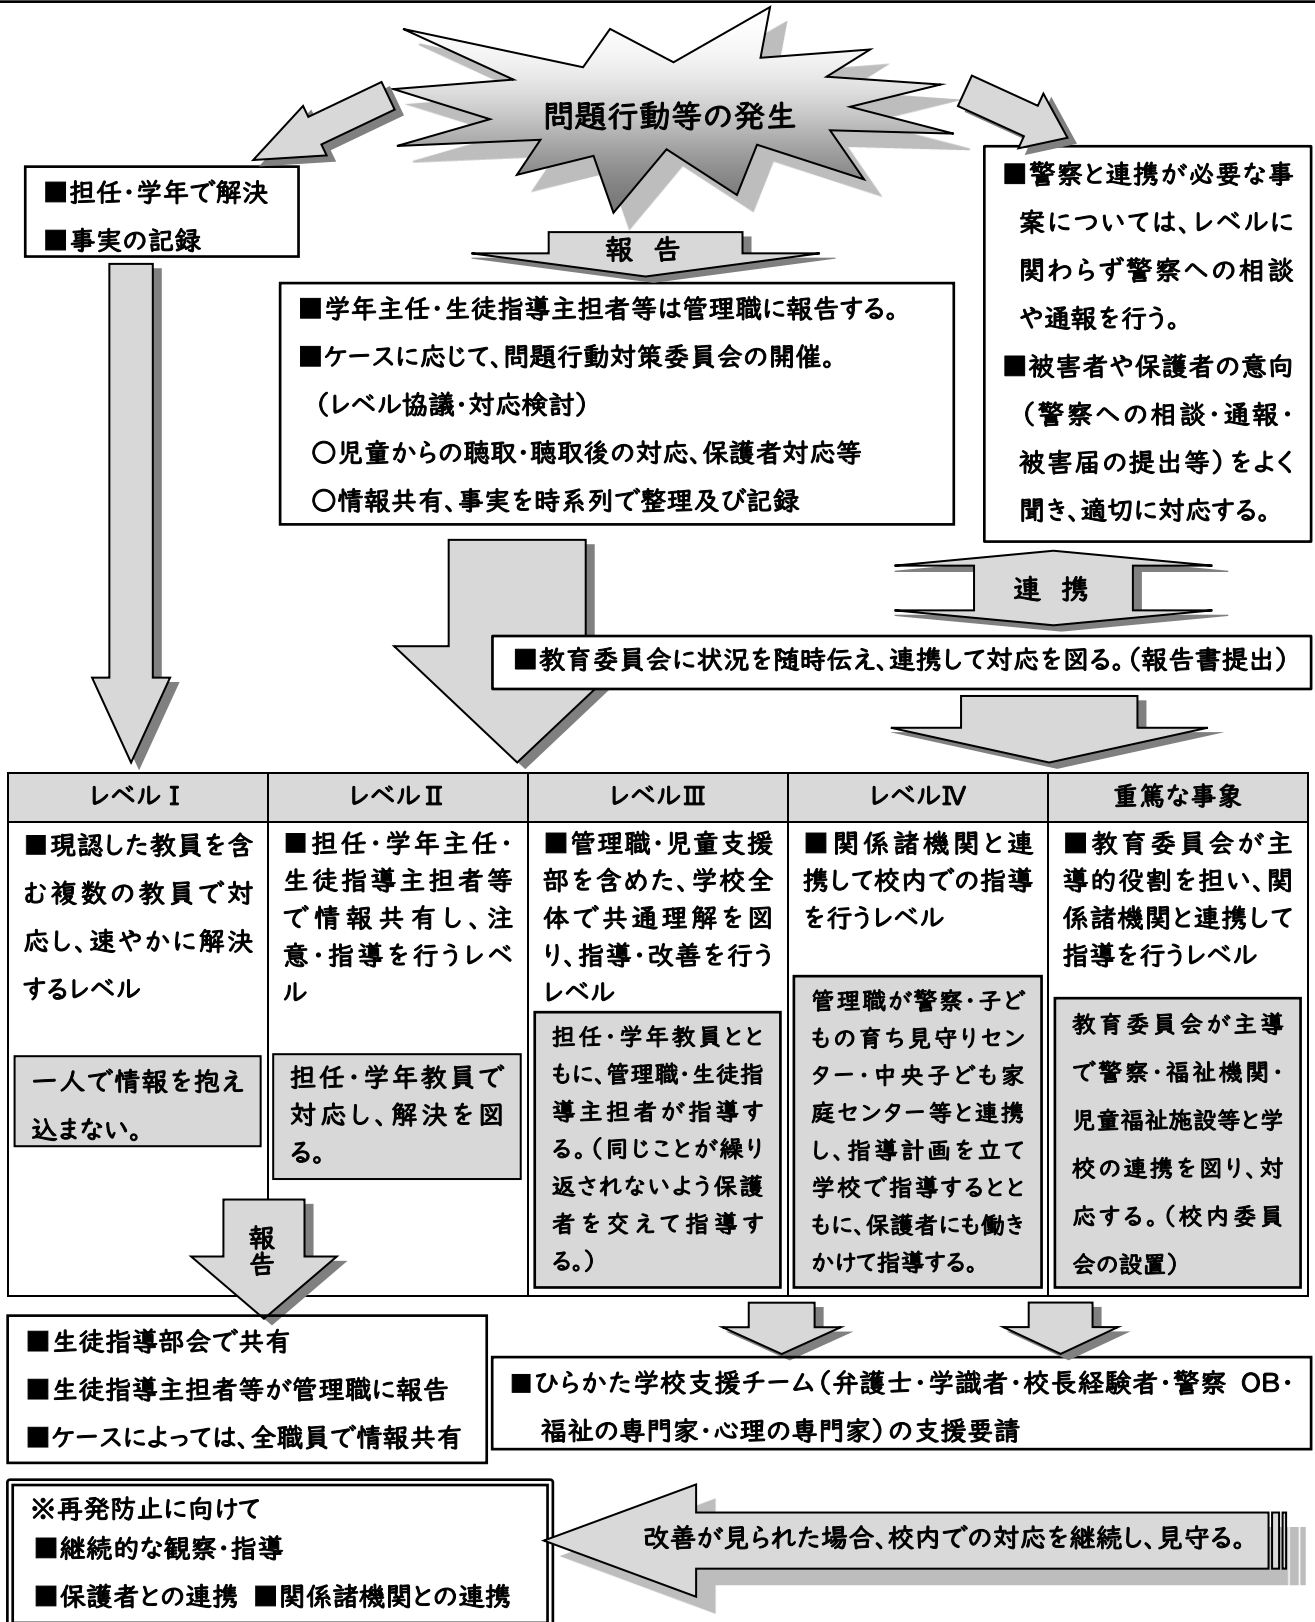 問題行動等の発生
■担任・学年で解決
■事実の記録
■警察と連携が必要な事
案については、レベルに
関わらず警察への相談
や通報を行う。
■被害者や保護者の意向
(警察への相談・通報・
被害届の提出等)をよく
聞き、適切に対応する。
報 告
■学年主任・生徒指導主担者等は管理職に報告する。
■ケースに応じて、問題行動対策委員会の開催。
(レベル協議・対応検討)
○児童からの聴取・聴取後の対応、保護者対応等
○情報共有、事実を時系列で整理及び記録
連 携
■教育委員会に状況を随時伝え、連携して対応を図る。(報告書提出)
レベルⅠ
■現認した教員を含
む複数の教員で対
応し、速やかに解決
するレベル
一人で情報を抱え
込まない。
レベルⅡ
■担任・学年主任・
生徒指導主担者等
で情報共有し、注
意・指導を行うレベ
ル
担任・学年教員で
対応し、解決を図
る。
レベルⅢ
■管理職・児童支援
部を含めた、学校全
体で共通理解を図
り、指導・改善を行う
レベル
担任・学年教員とと
もに、管理職・生徒指
導主担者が指導す
る。(同じことが繰り
返されないよう保護
者を交えて指導す
る。)
レベルⅣ
■関係諸機関と連
携して校内での指導
を行うレベル
管理職が警察・子ど
もの育ち見守りセン
ター・中央子ども家
庭センター等と連携
し、指導計画を立て
学校で指導するとと
もに、保護者にも働き
かけて指導する。
重篤な事象
■教育委員会が主
導的役割を担い、関
係諸機関と連携して
指導を行うレベル
教育委員会が主導
で警察・福祉機関・
児童福祉施設等と学
校の連携を図り、対
応する。(校内委員
会の設置)
報
告
■生徒指導部会で共有
■生徒指導主担者等が管理職に報告
■ケースによっては、全職員で情報共有
■ひらかた学校支援チーム(弁護士・学識者・校長経験者・警察 OB・
福祉の専門家・心理の専門家)の支援要請
※再発防止に向けて
■継続的な観察・指導
■保護者との連携 ■関係諸機関との連携
改善が見られた場合、校内での対応を継続し、見守る。